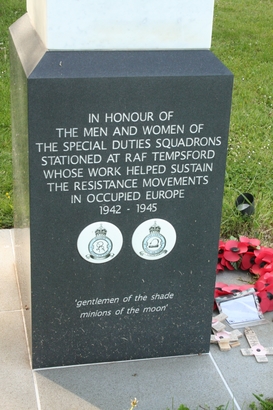 IN HONOUR OF
THE MEN AND WOMEN OF
THE SPECIAL DUTIES SQUADRONS
STATIONED AT RAF TEMPSFORD
WHOSE WORK HELPED SUSTAIN
THE RESISTANCE MOVEMENTS
IN OCCUPIED EUROPE
1942 - 1945
'gentlemen of the shade
minions of the moon'